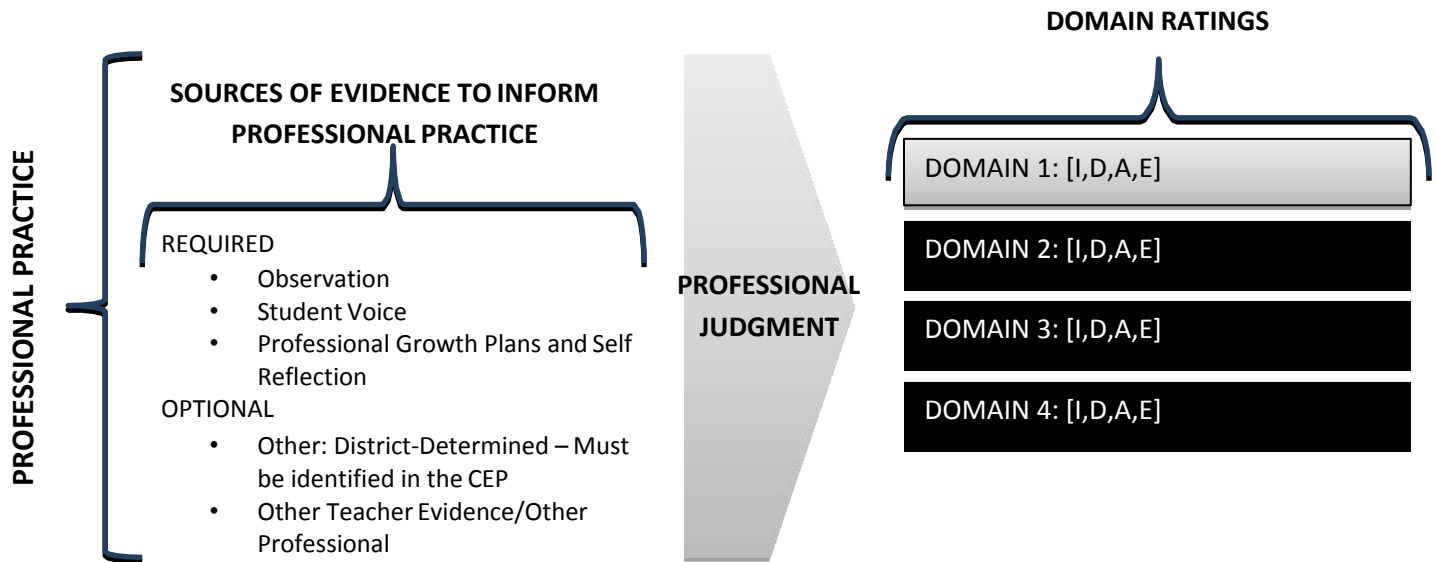 PROFESSIONAL PRACTICE
SOURCES OF EVIDENCE TO INFORM
PROFESSIONAL PRACTICE
REQUIRED
• Observation
• Student Voice
• Professional Growth Plans and Self
Reflection
OPTIONAL
• Other: District-Determined – Must
be identified in the CEP
• Other Teacher Evidence/Other
Professional
PROFESSIONAL
JUDGMENT
DOMAIN RATINGS
DOMAIN 1: [I,D,A,E]
DOMAIN 2: [I,D,A,E]
DOMAIN 3: [I,D,A,E]
DOMAIN 4: [I,D,A,E]